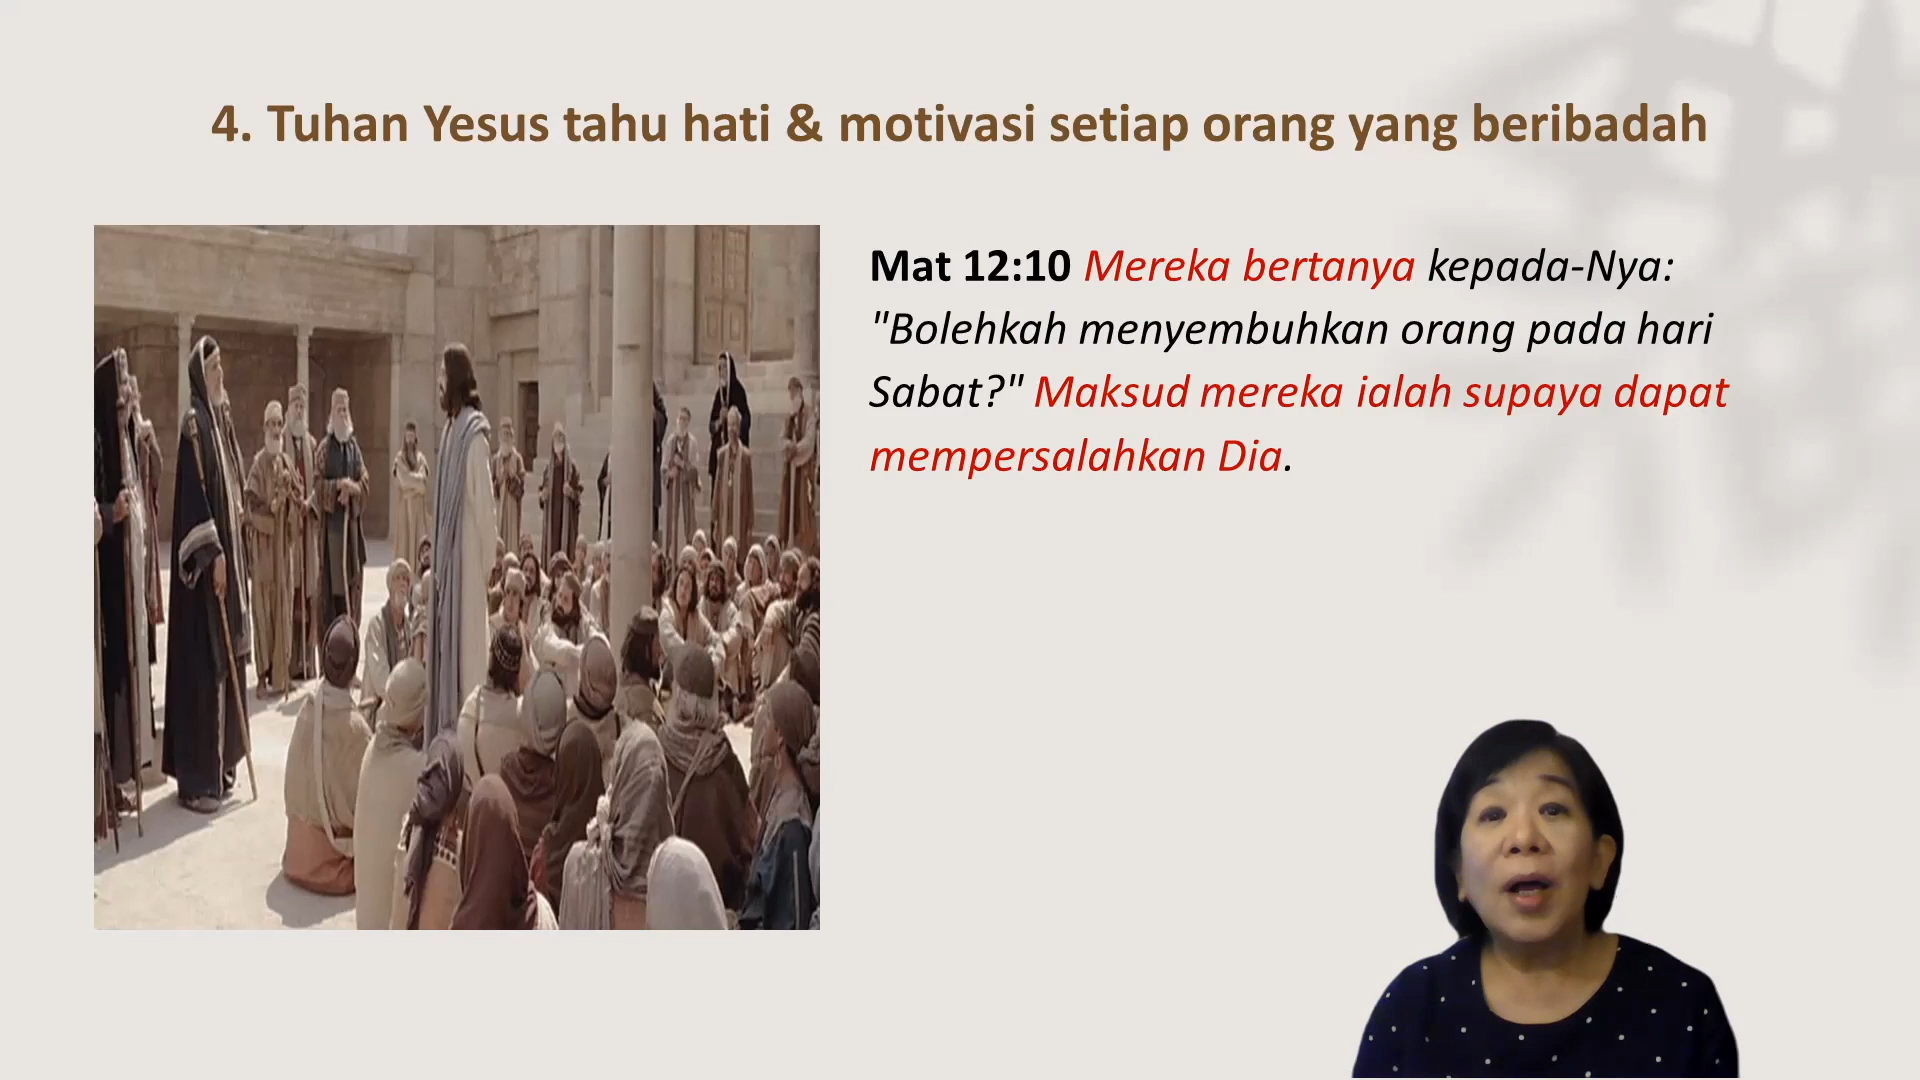 4. Tuhan Yesus tahu hati & motivasi setiap orang yang beribadah
Mat 12:10 Mereka bertanya kepada-Nya:
"Bolehkah menyembuhkan orang pada hari
Sabat?" Maksud mereka ialah supaya dapat
mempersalahkan Dia.